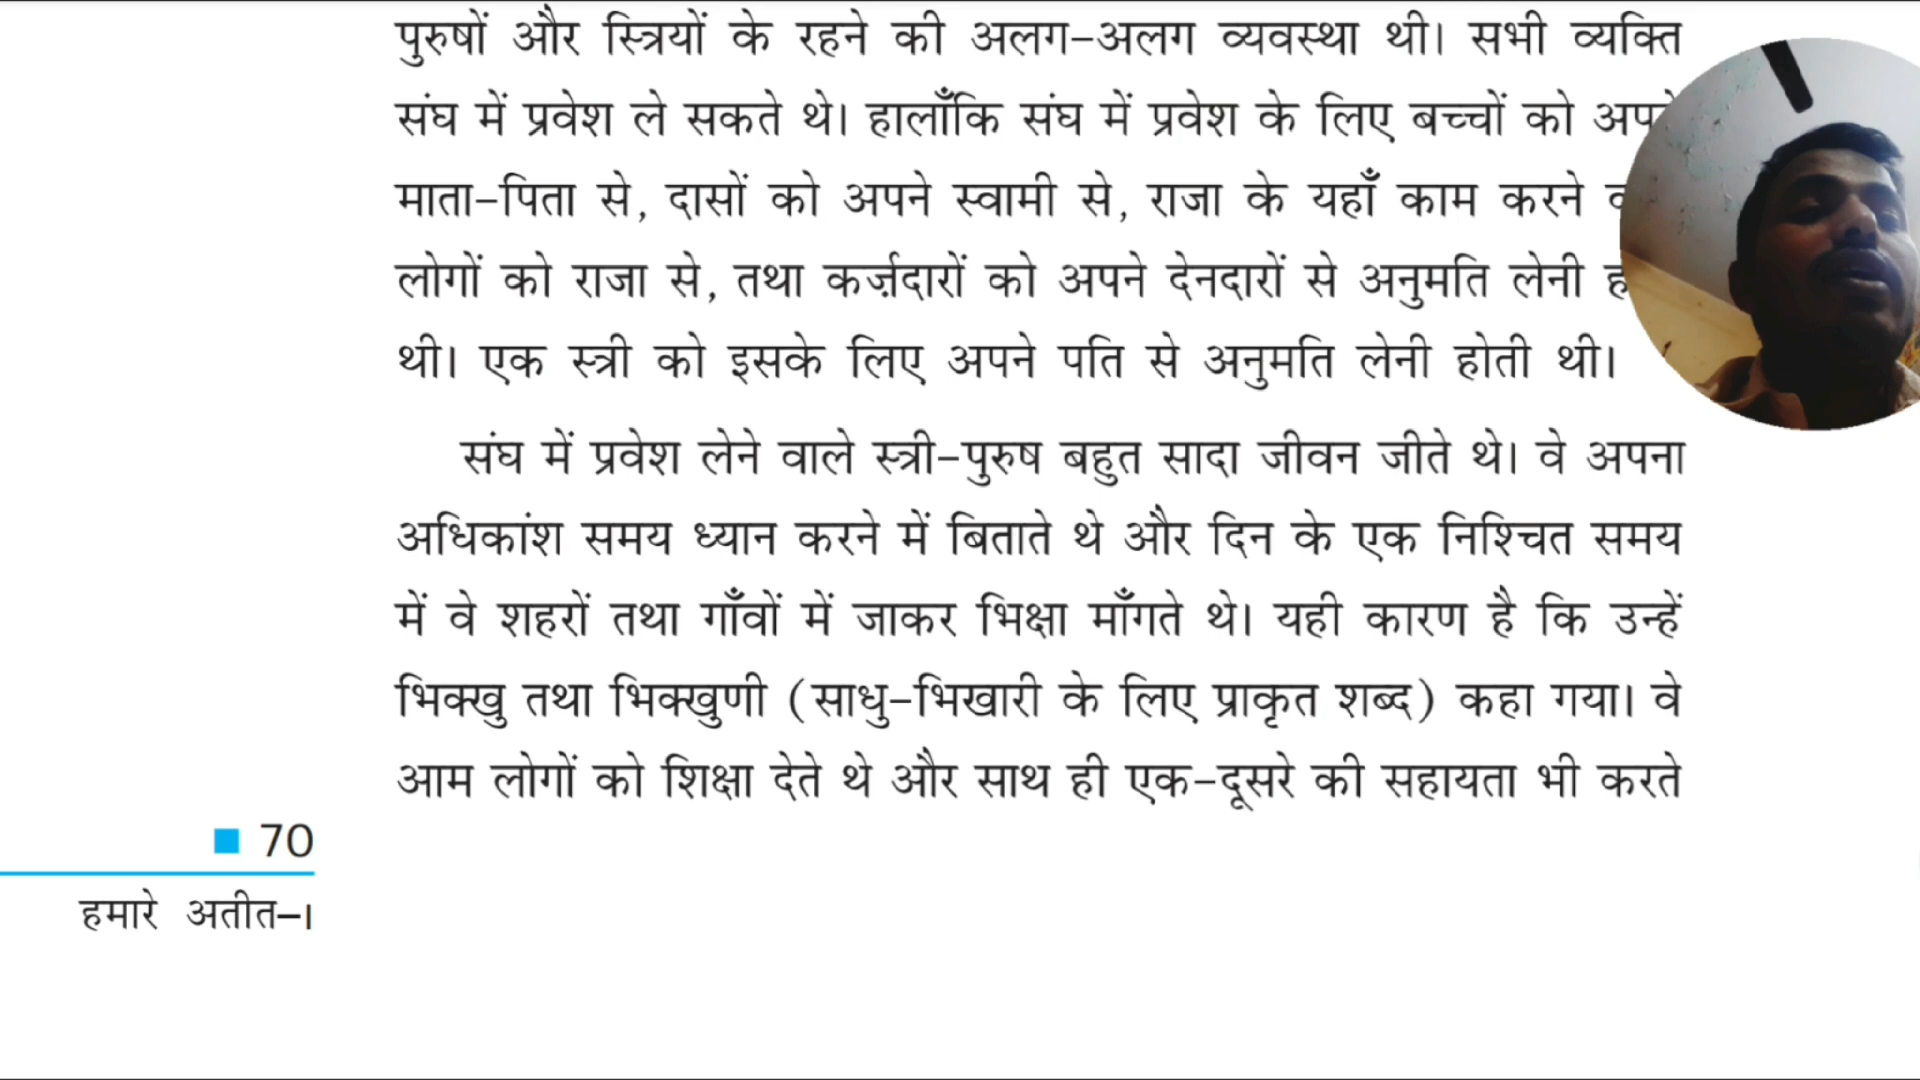 पुरुषों और स्त्रियों के रहने की अलग-अलग व्यवस्था थी। सभी व्यक्ति
संघ में प्रवेश ले सकते थे। हालाँकि संघ में प्रवेश के लिए बच्चों को
माता-पिता से, दासों को अपने स्वामी से, राजा के यहाँ काम करने
लोगों को राजा से, तथा कर्ज़दारों को अपने देनदारों से अनुमति लेनी
थी। एक स्त्री को इसके लिए अपने पति से अनुमति लेनी होती थी।
संघ में प्रवेश लेने वाले स्त्री-पुरुष बहुत सादा जीवन जीते थे। वे अपना
अधिकांश समय ध्यान करने में बिताते थे और दिन के एक निश्चित समय
में वे शहरों तथा गाँवों में जाकर भिक्षा माँगते थे। यही कारण है कि उन्हें
भिक्खु तथा भिक्खुणी (साधु-भिखारी के लिए प्राकृत शब्द) कहा गया। वे
आम लोगों को शिक्षा देते थे और साथ ही एक-दूसरे की सहायता भी करते
70
हमारे अतीत-I